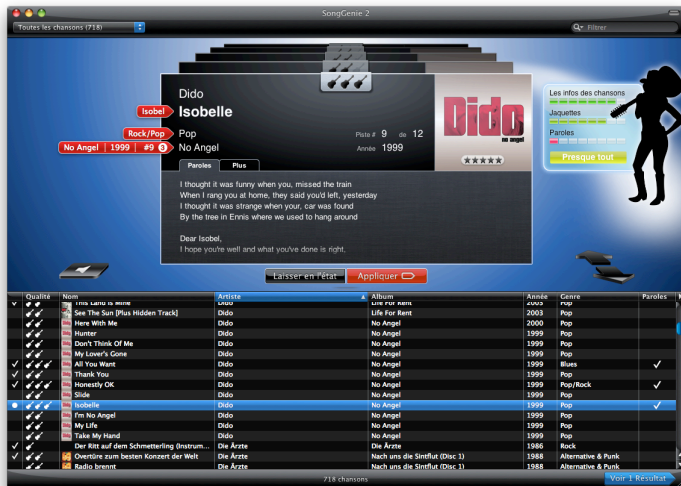 SongGenie 2
Toutes les chansons (718)
Filtrer
Dido
Isobel
Isobelle
Rock/Pop
Pop
Piste # 9 de 12
No Angel | 1999 | #9 3
No Angel
Année 1999
Paroles
Plus
I thought it was funny when you, missed the train
When I rang you at home, they said you'd left, yesterday
I thought it was strange when your, car was found
By the tree in Ennis where we used to hang around
Dear Isobel,
I hope you're well and what you've done is right,
Dido
no angel
Les infos des chansons
Jaquettes
Paroles
Presque tout
Laisser en l'état
Appliquer
Qualité Nom Artiste Album Année Genre Paroles
This Land Is Mine Dido Life For Rent 2003 Pop
See The Sun [Plus Hidden Track] Dido Life For Rent 2003 Pop
Here With Me Dido No Angel 2000 Pop
Hunter Dido No Angel 1999 Pop
Don't Think Of Me Dido No Angel 1999 Pop
My Lover's Gone Dido No Angel 1999 Pop
All You Want Dido No Angel 1999 Blues
Thank You Dido No Angel 1999 Pop
Honestly OK Dido No Angel 1999 Pop/Rock
Slide Dido No Angel 1999 Pop
Isobelle Dido No Angel 1999 Pop
I'm No Angel Dido No Angel 1999 Pop
My Life Dido No Angel 1999 Pop
Take My Hand Dido No Angel 1999 Pop
Der Ritt auf dem Schmetterling (Instrum... Die Ärzte Die Ärzte 1986 Rock
Overtüre zum besten Konzert der Welt Die Ärzte Nach uns die Sintflut (Disc 1) 1988 Alternative & Punk
Radio brennt Die Ärzte Nach uns die Sintflut (Disc 1) 1988 Alternative & Punk
718 chansons
Voir 1 Résultat